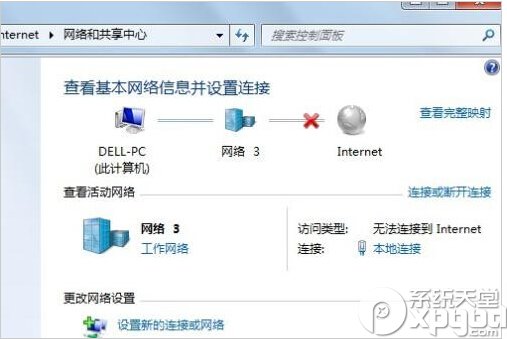 nternet ▸ 网络和共享中心
搜索控制面板
查看基本网络信息并设置连接
查看完整映射
DELL-PC
(此计算机)
网络 3
Internet
查看活动网络
连接或断开连接
网络 3
工作网络
访问类型: 无法连接到 Internet
连接: 本地连接
更改网络设置
设置新的连接或网络
系统天堂